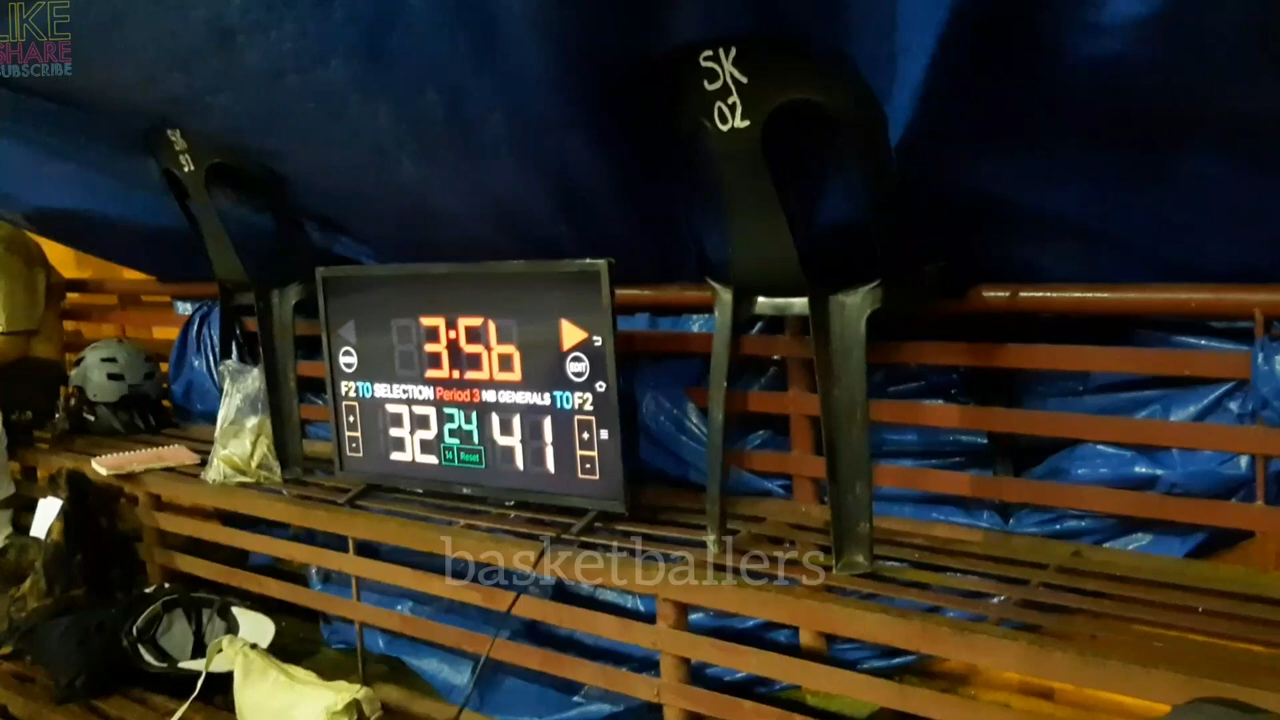 LIKE
SHARE
SUBSCRIBE
SK
02
3:56
EDIT
F2 TO SELECTION Period 3 NB GENERALS TO F2
+ 32 24 41 +
- 14 Reset -
basketballers